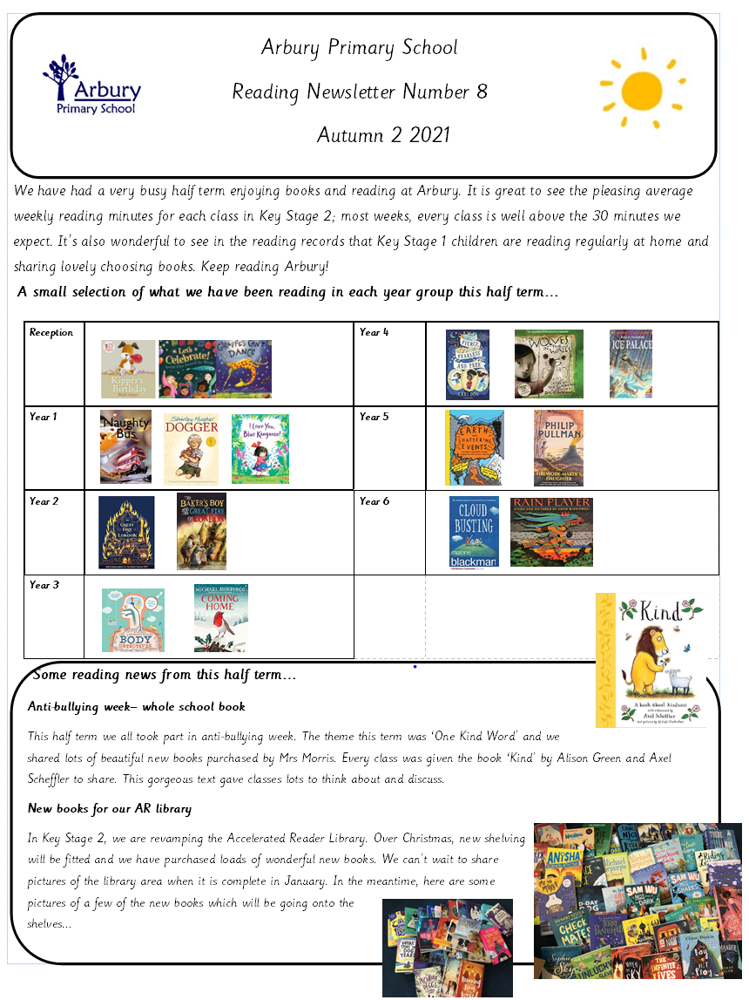 Arbury
Primary School
Arbury Primary School
Reading Newsletter Number 8
Autumn 2 2021
We have had a very busy half term enjoying books and reading at Arbury. It is great to see the pleasing average
weekly reading minutes for each class in Key Stage 2; most weeks, every class is well above the 30 minutes we
expect. It's also wonderful to see in the reading records that Key Stage 1 children are reading regularly at home and
sharing lovely choosing books. Keep reading Arbury!
A small selection of what we have been reading in each year group this half term...
Reception
Kipper's
Birthday
Let's
Celebrate!
GIRAFFES CAN'T
DANCE
Year 4
FIERCE,
FEARLESS
AND FREE
The WOLVES
IN THE WALLS
ICE PALACE
Year 1
Naughty
Bus
Shirley Hughes
DOGGER
I Love You,
Blue Kangaroo!
Year 5
EARTH
SHATTERING
EVENTS
PHILIP
PULLMAN
FIREWORK-MAKER'S
DAUGHTER
Year 2
GREAT
FIRE
LONDON
BAKER'S BOY
AND THE
GREAT FIRE
OF LONDON
Year 6
CLOUD
BUSTING
malorie
blackman
RAIN PLAYER
Year 3
BODY
DETECTIVES
MICHAEL MORPURGO
COMING
HOME
Kind
A book about kindness
Axel Scheffler
Some reading news from this half term...
Anti-bullying week– whole school book
This half term we all took part in anti-bullying week. The theme this term was 'One Kind Word' and we
shared lots of beautiful new books purchased by Mrs Morris. Every class was given the book 'Kind' by Alison Green and Axel
Scheffler to share. This gorgeous text gave classes lots to think about and discuss.
New books for our AR library
In Key Stage 2, we are revamping the Accelerated Reader Library. Over Christmas, new shelving
will be fitted and we have purchased loads of wonderful new books. We can't wait to share
pictures of the library area when it is complete in January. In the meantime, here are some
pictures of a few of the new books which will be going onto the
shelves...
ANISHA
SAM WU
NOT
DARK
SAM WU
NOT
SHARKS
CHECK
MATES
TERRY
PRATCHETT
THE
INFINITE
LIVES